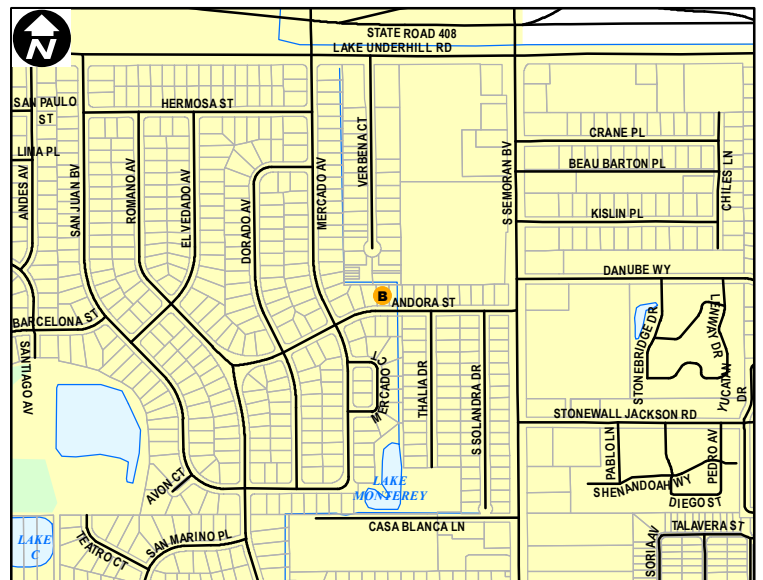 N
STATE ROAD 408
LAKE UNDERHILL RD
SAN PAULO
ST
HERMOSA ST
LIMA PL
ANDES AV
SAN JUAN BV
ROMANO AV
EL VEDADO AV
DORADO AV
MERCADO AV
VERBENA CT
S SEMORAN BV
CRANE PL
BEAU BARTON PL
CHILES LN
KISLIN PL
DANUBE WY
B
ANDORA ST
BARCELONA ST
SANTIAGO AV
STONEBRIDGE DR
LENWAY DR
YUCATAN
DR
MERCADO CT
THALIA DR
S SOLANDRA DR
STONEWALL JACKSON RD
PABLO LN
PEDRO AV
SHENANDOAH WY
DIEGO ST
AVON CT
LAKE
MONTEREY
CASA BLANCA LN
TALAVERA ST
SORIA AV
LAKE
C
TEATRO CT
SAN MARINO PL